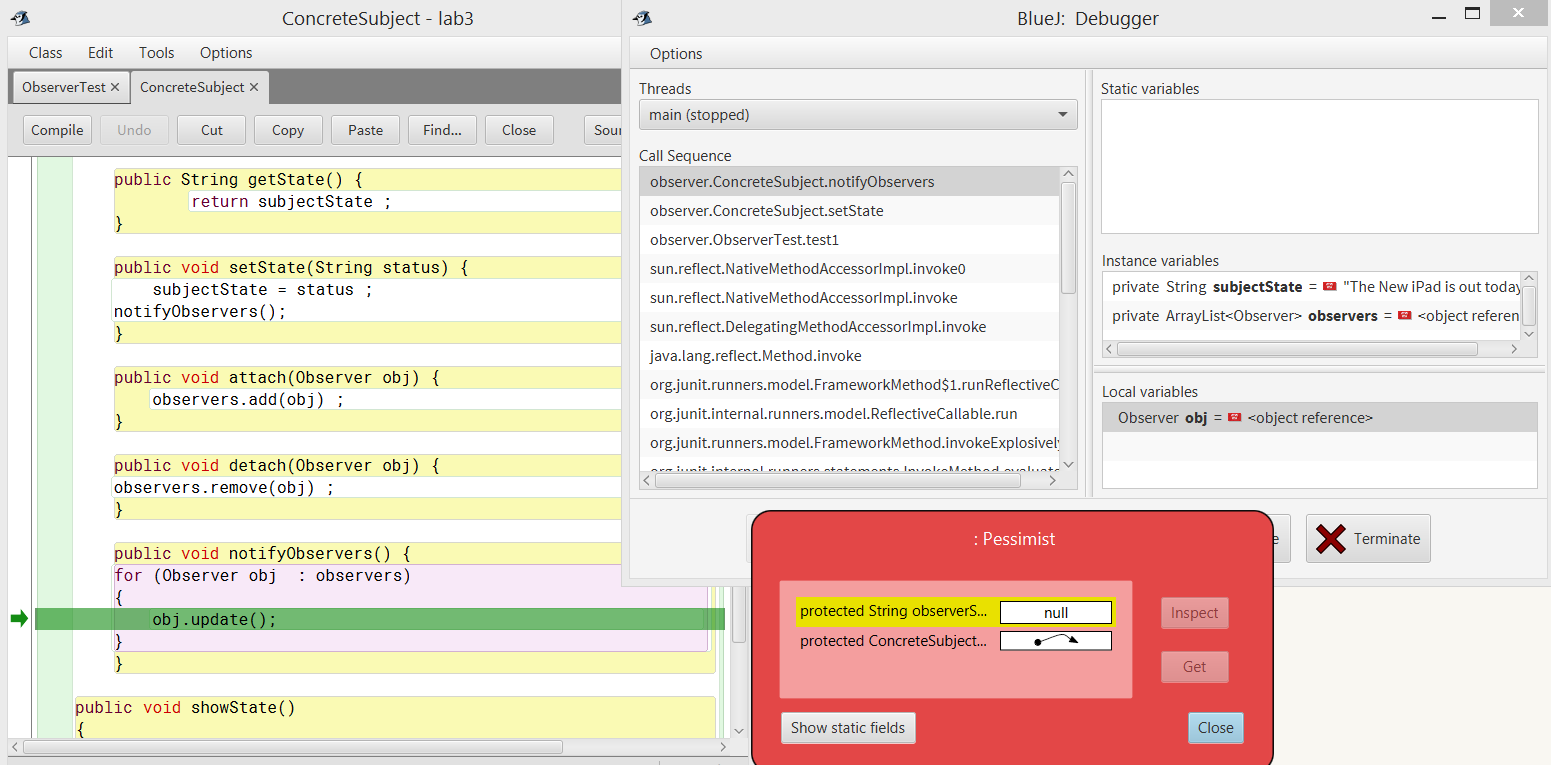 ConcreteSubject - lab3
Class Edit Tools Options
ObserverTest ✕ ConcreteSubject ✕
Compile Undo Cut Copy Paste Find... Close Sou
public String getState() {
return subjectState ;
}
public void setState(String status) {
subjectState = status ;
notifyObservers();
}
public void attach(Observer obj) {
observers.add(obj) ;
}
public void detach(Observer obj) {
observers.remove(obj) ;
}
public void notifyObservers() {
for (Observer obj  : observers)
{
obj.update();
}
}
public void showState()
{
BlueJ:  Debugger
Options
Threads
main (stopped)
Call Sequence
observer.ConcreteSubject.notifyObservers
observer.ConcreteSubject.setState
observer.ObserverTest.test1
sun.reflect.NativeMethodAccessorImpl.invoke0
sun.reflect.NativeMethodAccessorImpl.invoke
sun.reflect.DelegatingMethodAccessorImpl.invoke
java.lang.reflect.Method.invoke
org.junit.runners.model.FrameworkMethod$1.runReflectiveC
org.junit.internal.runners.model.ReflectiveCallable.run
org.junit.runners.model.FrameworkMethod.invokeExplosively
org.junit.internal.runners.statements.InvokeMethod.evaluate
Static variables
Instance variables
private String subjectState = "The New iPad is out today
private ArrayList<Observer> observers = <object referen
Local variables
Observer obj = <object reference>
e Terminate
: Pessimist
protected String observerS... null
protected ConcreteSubject...
Inspect
Get
Show static fields
Close